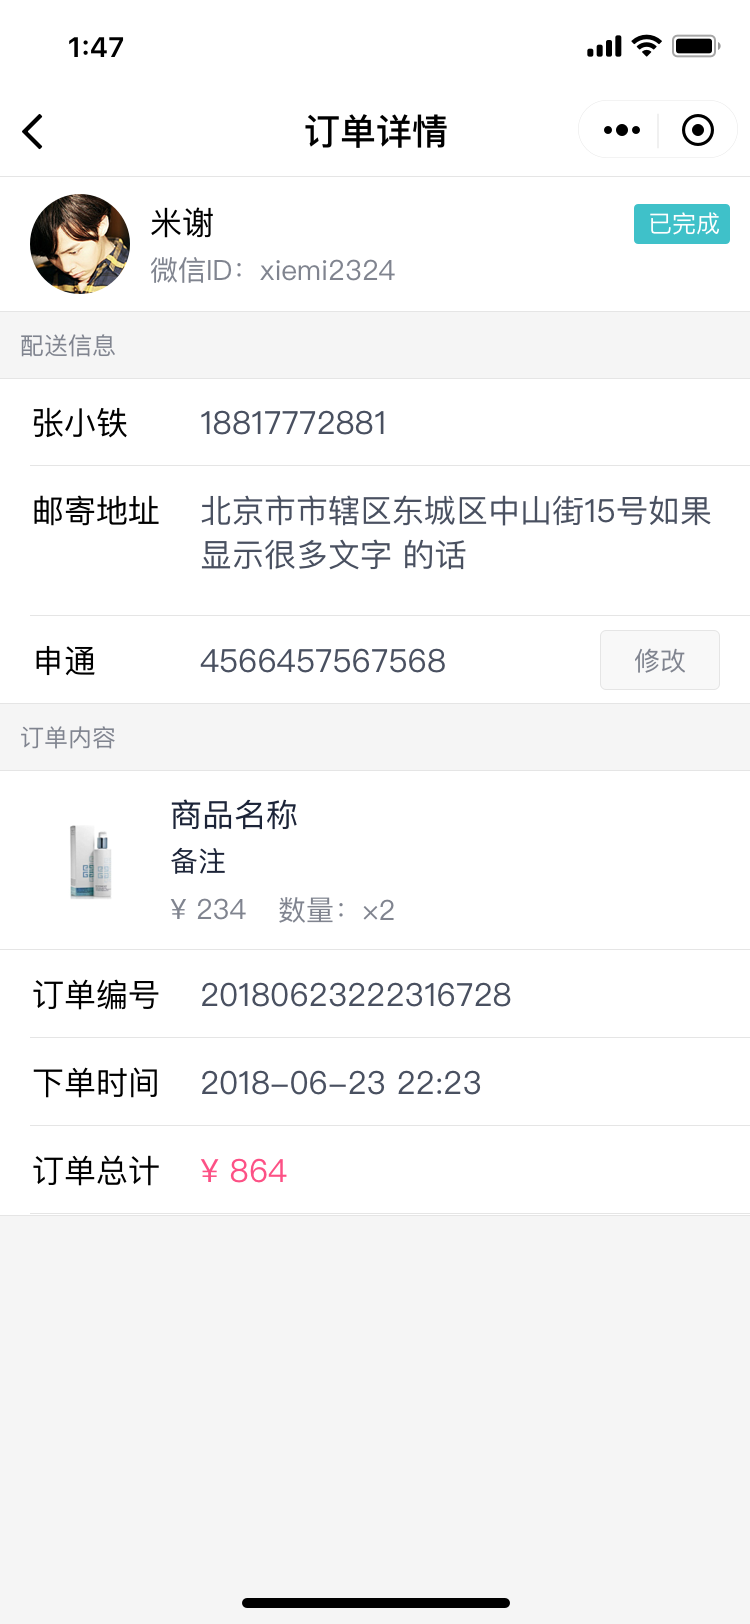 1:47
订单详情
米谢
已完成
微信ID：xiemi2324
配送信息
张小铁 18817772881
邮寄地址 北京市市辖区东城区中山街15号如果
显示很多文字 的话
申通 4566457567568 修改
订单内容
商品名称
备注
¥ 234 数量：×2
订单编号 20180623222316728
下单时间 2018-06-23 22:23
订单总计 ¥ 864